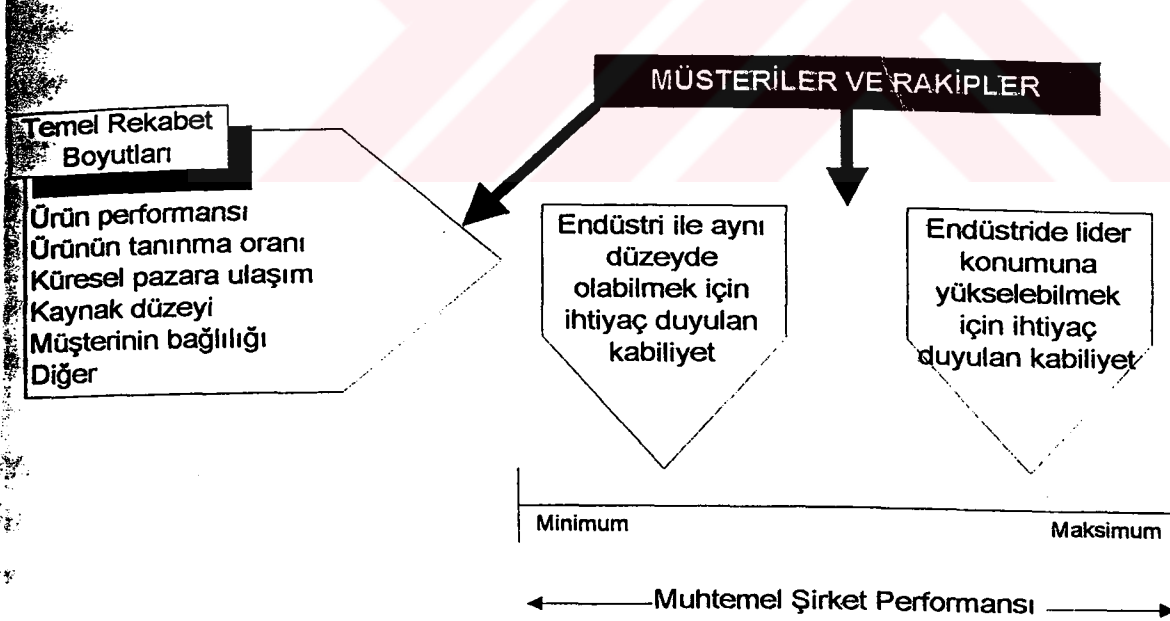 MÜSTERİLER VE RAKİPLER
Temel Rekabet
Boyutları
Ürün performansı
Ürünün tanınma oranı
Küresel pazara ulaşım
Kaynak düzeyi
Müşterinin bağlılığı
Diğer
Endüstri ile aynı
düzeyde
olabilmek için
ihtiyaç duyulan
kabiliyet
Endüstride lider
konumuna
yükselebilmek
için ihtiyaç
duyulan kabiliyet
Minimum
Maksimum
Muhtemel Şirket Performansı